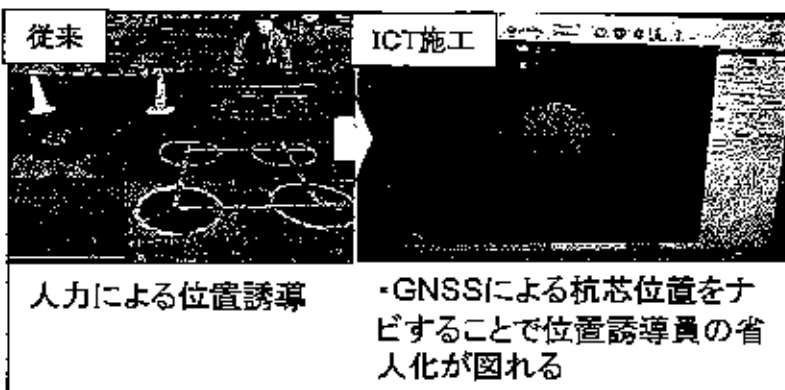 従来
ICT施工
人力による位置誘導
・GNSSによる杭芯位置をナ
ビすることで位置誘導員の省
人化が図れる